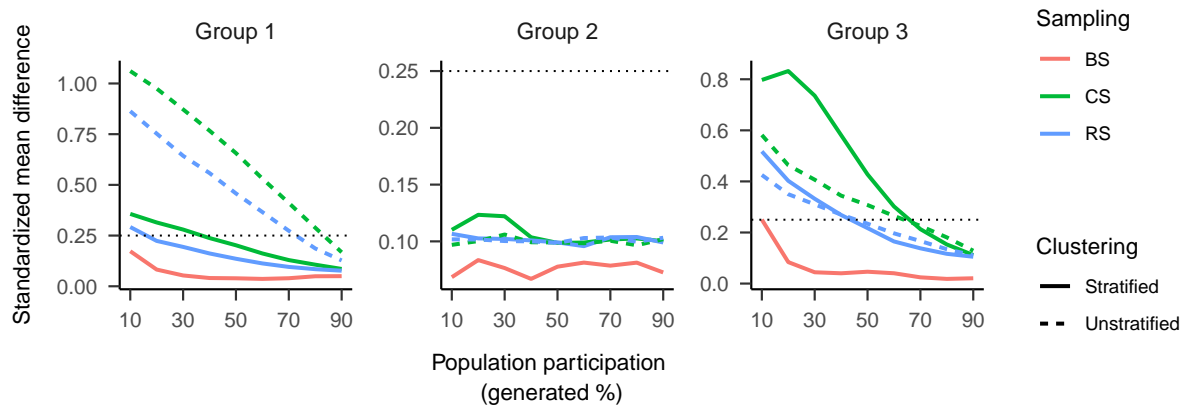 Group 1
Group 2
Group 3
Standardized mean difference
1.00
0.75
0.50
0.25
0.00
0.25
0.20
0.15
0.10
0.8
0.6
0.4
0.2
0.0
10 30 50 70 90
10 30 50 70 90
10 30 50 70 90
Population participation
(generated %)
Sampling
BS
CS
RS
Clustering
Stratified
Unstratified